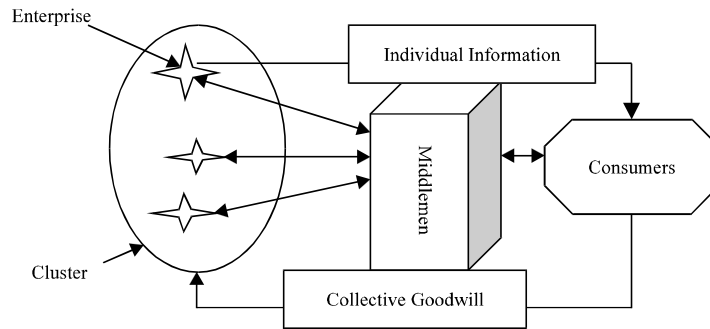 Enterprise
Individual Information
Middlemen
Consumers
Cluster
Collective Goodwill